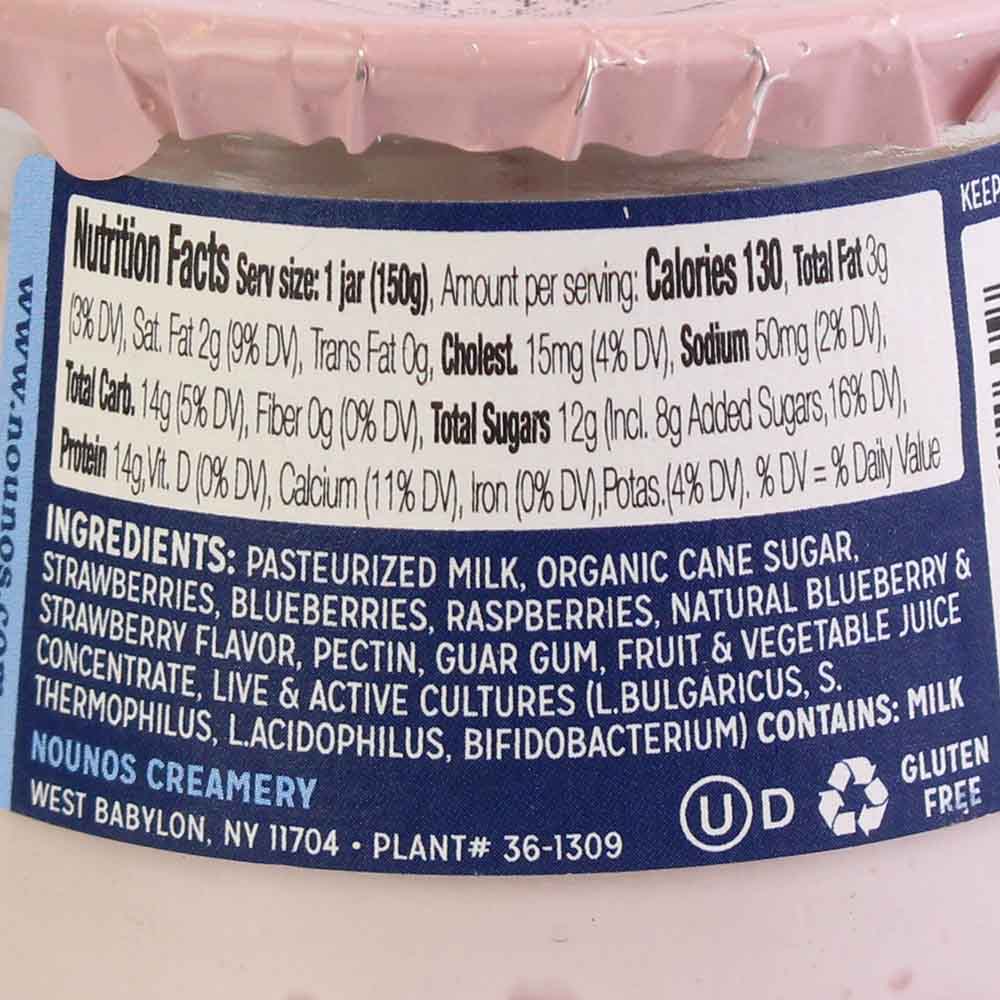 KEEP
Nutrition Facts Serv size: 1 jar (150g), Amount per serving: Calories 130, Total Fat 3g
(3% DV), Sat. Fat 2g (9% DV), Trans Fat 0g, Cholest. 15mg (4% DV), Sodium 50mg (2% DV),
Total Carb. 14g (5% DV), Fiber 0g (0% DV), Total Sugars 12g (Incl. 8g Added Sugars, 16% DV),
Protein 14g, Vit. D (0% DV), Calcium (11% DV), Iron (0% DV), Potas. (4% DV). % DV = % Daily Value
INGREDIENTS: PASTEURIZED MILK, ORGANIC CANE SUGAR,
STRAWBERRIES, BLUEBERRIES, RASPBERRIES, NATURAL BLUEBERRY &
STRAWBERRY FLAVOR, PECTIN, GUAR GUM, FRUIT & VEGETABLE JUICE
CONCENTRATE, LIVE & ACTIVE CULTURES (L.BULGARICUS, S.
THERMOPHILUS, L.ACIDOPHILUS, BIFIDOBACTERIUM) CONTAINS: MILK
NOUNOS CREAMERY
WEST BABYLON, NY 11704 • PLANT# 36-1309
U D
GLUTEN
FREE
www.nounos.com